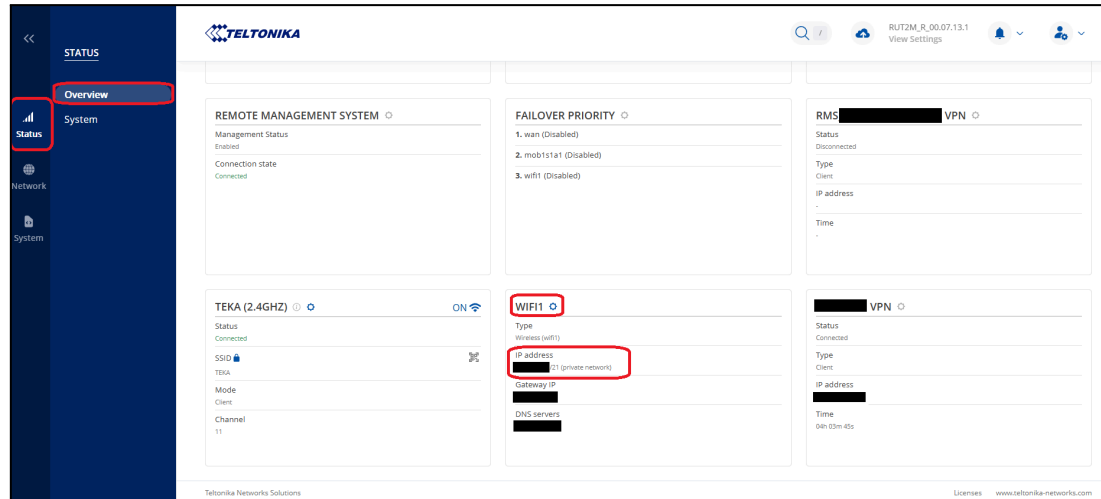 STATUS
Overview
System
Status
Network
System
TELTONIKA
/
RUT2M_R_00.07.13.1
View Settings
REMOTE MANAGEMENT SYSTEM
Management Status
Enabled
Connection state
Connected
FAILOVER PRIORITY
1. wan (Disabled)
2. mob1s1a1 (Disabled)
3. wifi1 (Disabled)
RMS VPN
Status
Disconnected
Type
Client
IP address
-
Time
-
TEKA (2.4GHZ) ON
Status
Connected
SSID
TEKA
Mode
Client
Channel
11
WIFI1
Type
Wireless (wifi1)
IP address
/21 (private network)
Gateway IP
DNS servers
VPN
Status
Connected
Type
Client
IP address
Time
04h 03m 45s
Teltonika Networks Solutions
Licenses www.teltonika-networks.com